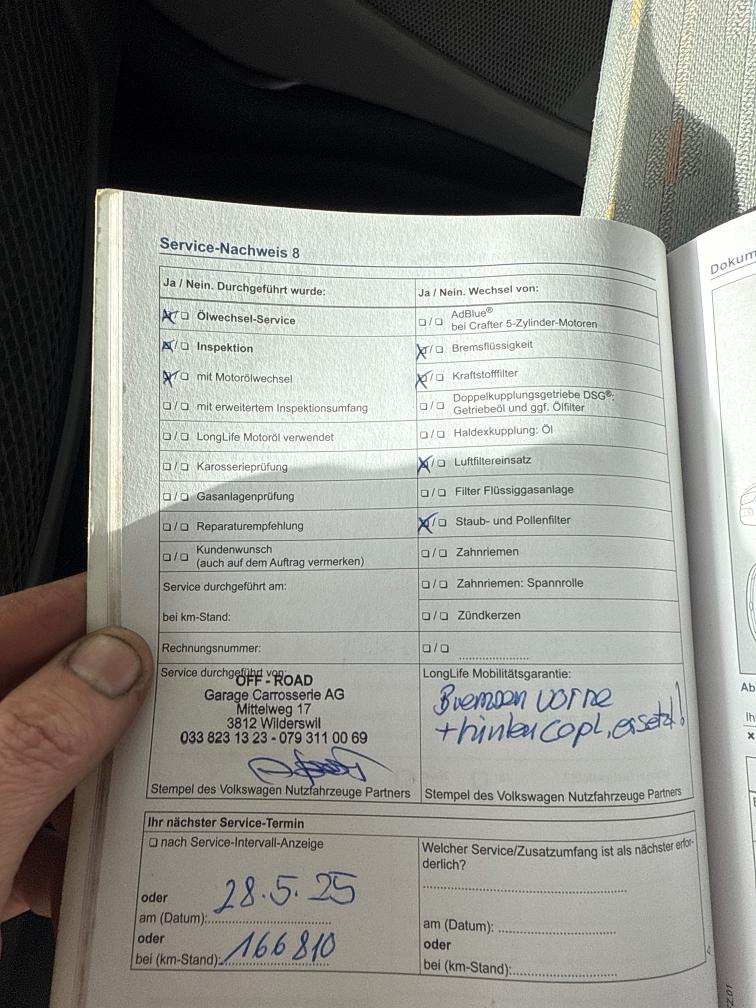 Service-Nachweis 8
Ja / Nein. Durchgeführt wurde:
☒/☐ Ölwechsel-Service
☒/☐ Inspektion
☒/☐ mit Motorölwechsel
☐/☐ mit erweitertem Inspektionsumfang
☐/☐ LongLife Motoröl verwendet
☐/☐ Karosserieprüfung
☐/☐ Gasanlagenprüfung
☐/☐ Reparaturempfehlung
☐/☐ Kundenwunsch
(auch auf dem Auftrag vermerken)
Service durchgeführt am:
bei km-Stand:
Rechnungsnummer:
Ja / Nein. Wechsel von:
☐/☐ AdBlue®
bei Crafter 5-Zylinder-Motoren
☒/☐ Bremsflüssigkeit
☒/☐ Kraftstofffilter
☐/☐ Doppelkupplungsgetriebe DSG®:
Getriebeöl und ggf. Ölfilter
☐/☐ Haldexkupplung: Öl
☒/☐ Luftfiltereinsatz
☐/☐ Filter Flüssiggasanlage
☒/☐ Staub- und Pollenfilter
☐/☐ Zahnriemen
☐/☐ Zahnriemen: Spannrolle
☐/☐ Zündkerzen
☐/☐ ....................
Service durchgeführt von:
OFF - ROAD
Garage Carrosserie AG
Mittelweg 17
3812 Wilderswil
033 823 13 23 - 079 311 00 69
Stempel des Volkswagen Nutzfahrzeuge Partners
LongLife Mobilitätsgarantie:
Bremsen vorne
+ hinten copl. ersetzt!
Stempel des Volkswagen Nutzfahrzeuge Partners
Ihr nächster Service-Termin
☐ nach Service-Intervall-Anzeige
oder
am (Datum): 28.5.25
oder
bei (km-Stand): 166810
Welcher Service/Zusatzumfang ist als nächster erfor-
derlich?
am (Datum):
oder
bei (km-Stand):
Dokum
Ab
Ih